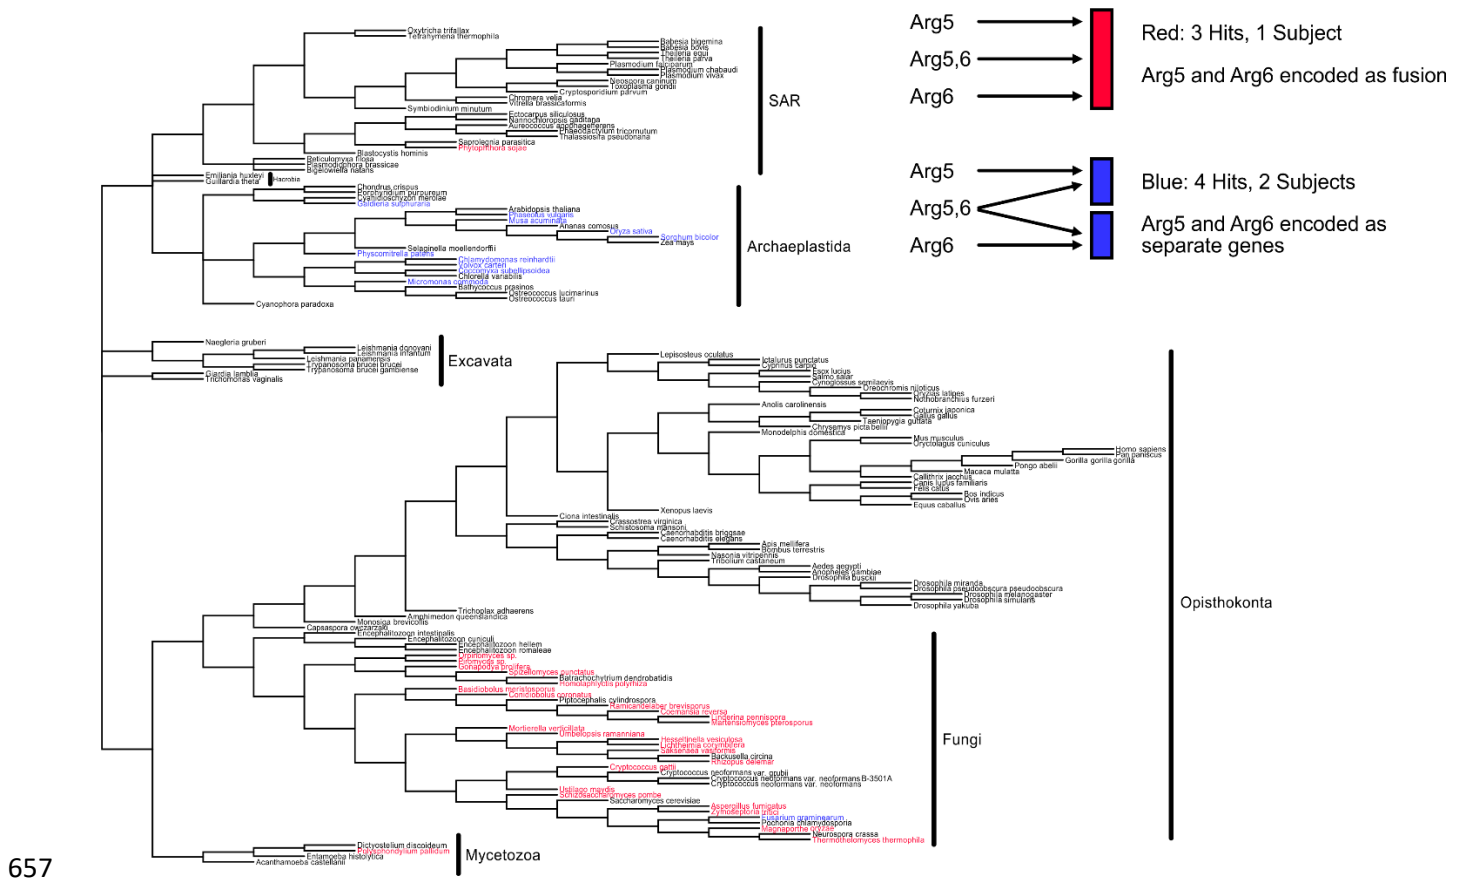 Oxytricha trifallax
Tetrahymena thermophila
Babesia bigemina
Babesia bovis
Theileria equi
Theileria parva
Plasmodium falciparum
Plasmodium chabaudi
Plasmodium vivax
Neospora caninum
Toxoplasma gondii
Cryptosporidium parvum
Chromera velia
Vitrella brassicaformis
Symbiodinium minutum
Ectocarpus siliculosus
Nannochloropsis gaditana
Aureococcus anophagefferens
Phaeodactylum tricornutum
Thalassiosira pseudonana
Saprolegnia parasitica
Phytophthora sojae
Blastocystis hominis
Reticulomyxa filosa
Plasmodiophora brassicae
Bigelowiella natans
SAR
Emiliania huxleyi
Guillardia theta
Hacrobia
Chondrus crispus
Porphyridium purpureum
Cyanidioschyzon merolae
Galdieria sulphuraria
Arabidopsis thaliana
Phaseolus vulgaris
Musa acuminata
Ananas comosus
Oryza sativa
Sorghum bicolor
Zea mays
Selaginella moellendorffii
Physcomitrella patens
Chlamydomonas reinhardtii
Volvox carteri
Coccomyxa subellipsoidea
Chlorella variabilis
Micromonas commoda
Bathycoccus prasinos
Ostreococcus lucimarinus
Ostreococcus tauri
Cyanophora paradoxa
Archaeplastida
Arg5
Arg5,6
Arg6
Red: 3 Hits, 1 Subject
Arg5 and Arg6 encoded as fusion
Arg5
Arg5,6
Arg6
Blue: 4 Hits, 2 Subjects
Arg5 and Arg6 encoded as
separate genes
Naegleria gruberi
Leishmania donovani
Leishmania infantum
Leishmania panamensis
Trypanosoma brucei brucei
Trypanosoma brucei gambiense
Giardia lamblia
Trichomonas vaginalis
Excavata
Lepisosteus oculatus
Ictalurus punctatus
Cyprinus carpio
Esox lucius
Salmo salar
Cynoglossus semilaevis
Oreochromis niloticus
Oryzias latipes
Nothobranchius furzeri
Anolis carolinensis
Coturnix japonica
Gallus gallus
Taeniopygia guttata
Chrysemys picta bellii
Monodelphis domestica
Mus musculus
Oryctolagus cuniculus
Homo sapiens
Pan paniscus
Gorilla gorilla gorilla
Pongo abelii
Macaca mulatta
Callithrix jacchus
Canis lupus familiaris
Felis catus
Bos indicus
Ovis aries
Equus caballus
Xenopus laevis
Ciona intestinalis
Crassostrea virginica
Schistosoma mansoni
Caenorhabditis briggsae
Caenorhabditis elegans
Apis mellifera
Bombus terrestris
Nasonia vitripennis
Tribolium castaneum
Aedes aegypti
Anopheles gambiae
Drosophila busckii
Drosophila miranda
Drosophila pseudoobscura pseudoobscura
Drosophila melanogaster
Drosophila simulans
Drosophila yakuba
Trichoplax adhaerens
Amphimedon queenslandica
Monosiga brevicollis
Capsaspora owczarzaki
Opisthokonta
Encephalitozoon intestinalis
Encephalitozoon cuniculi
Encephalitozoon hellem
Encephalitozoon romaleae
Orpinomyces sp.
Piromyces sp.
Gonapodya prolifera
Spizellomyces punctatus
Batrachochytrium dendrobatidis
Homolaphlyctis polyrhiza
Basidiobolus meristosporus
Conidiobolus coronatus
Piptocephalis cylindrospora
Ramicandelaber brevisporus
Coemansia reversa
Linderina pennispora
Martensiomyces pterosporus
Mortierella verticillata
Umbelopsis ramanniana
Hesseltinella vesiculosa
Lichtheimia corymbifera
Saksenaea vasiformis
Backusella circina
Rhizopus delemar
Cryptococcus gattii
Cryptococcus neoformans var. grubii
Cryptococcus neoformans var. neoformans B-3501A
Cryptococcus neoformans var. neoformans
Ustilago maydis
Schizosaccharomyces pombe
Saccharomyces cerevisiae
Aspergillus fumigatus
Zymoseptoria tritici
Fusarium graminearum
Pochonia chlamydosporia
Magnaporthe oryzae
Neurospora crassa
Thermothelomyces thermophila
Fungi
Dictyostelium discoideum
Polysphondylium pallidum
Entamoeba histolytica
Acanthamoeba castellanii
Mycetozoa
657